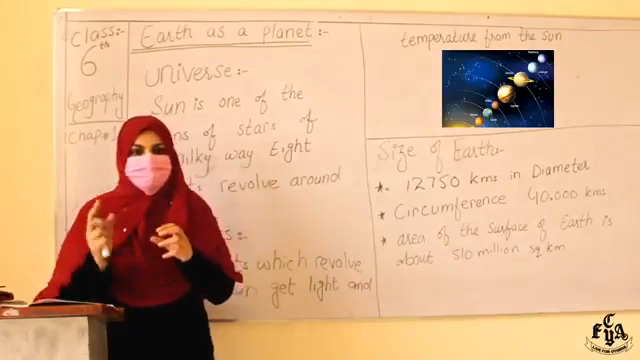 Class:-
6th
Geography
Chap#1
Earth as a planet:-
Universe:-
Sun is one of the
of stars of
milky way Eight
revolve around
which revolve
get light and
temperature from the sun
Size of Earth:-
*. 12750 kms in Diameter
* Circumference 40.000 kms
* area of the surface of Earth is
about 510 million sq km